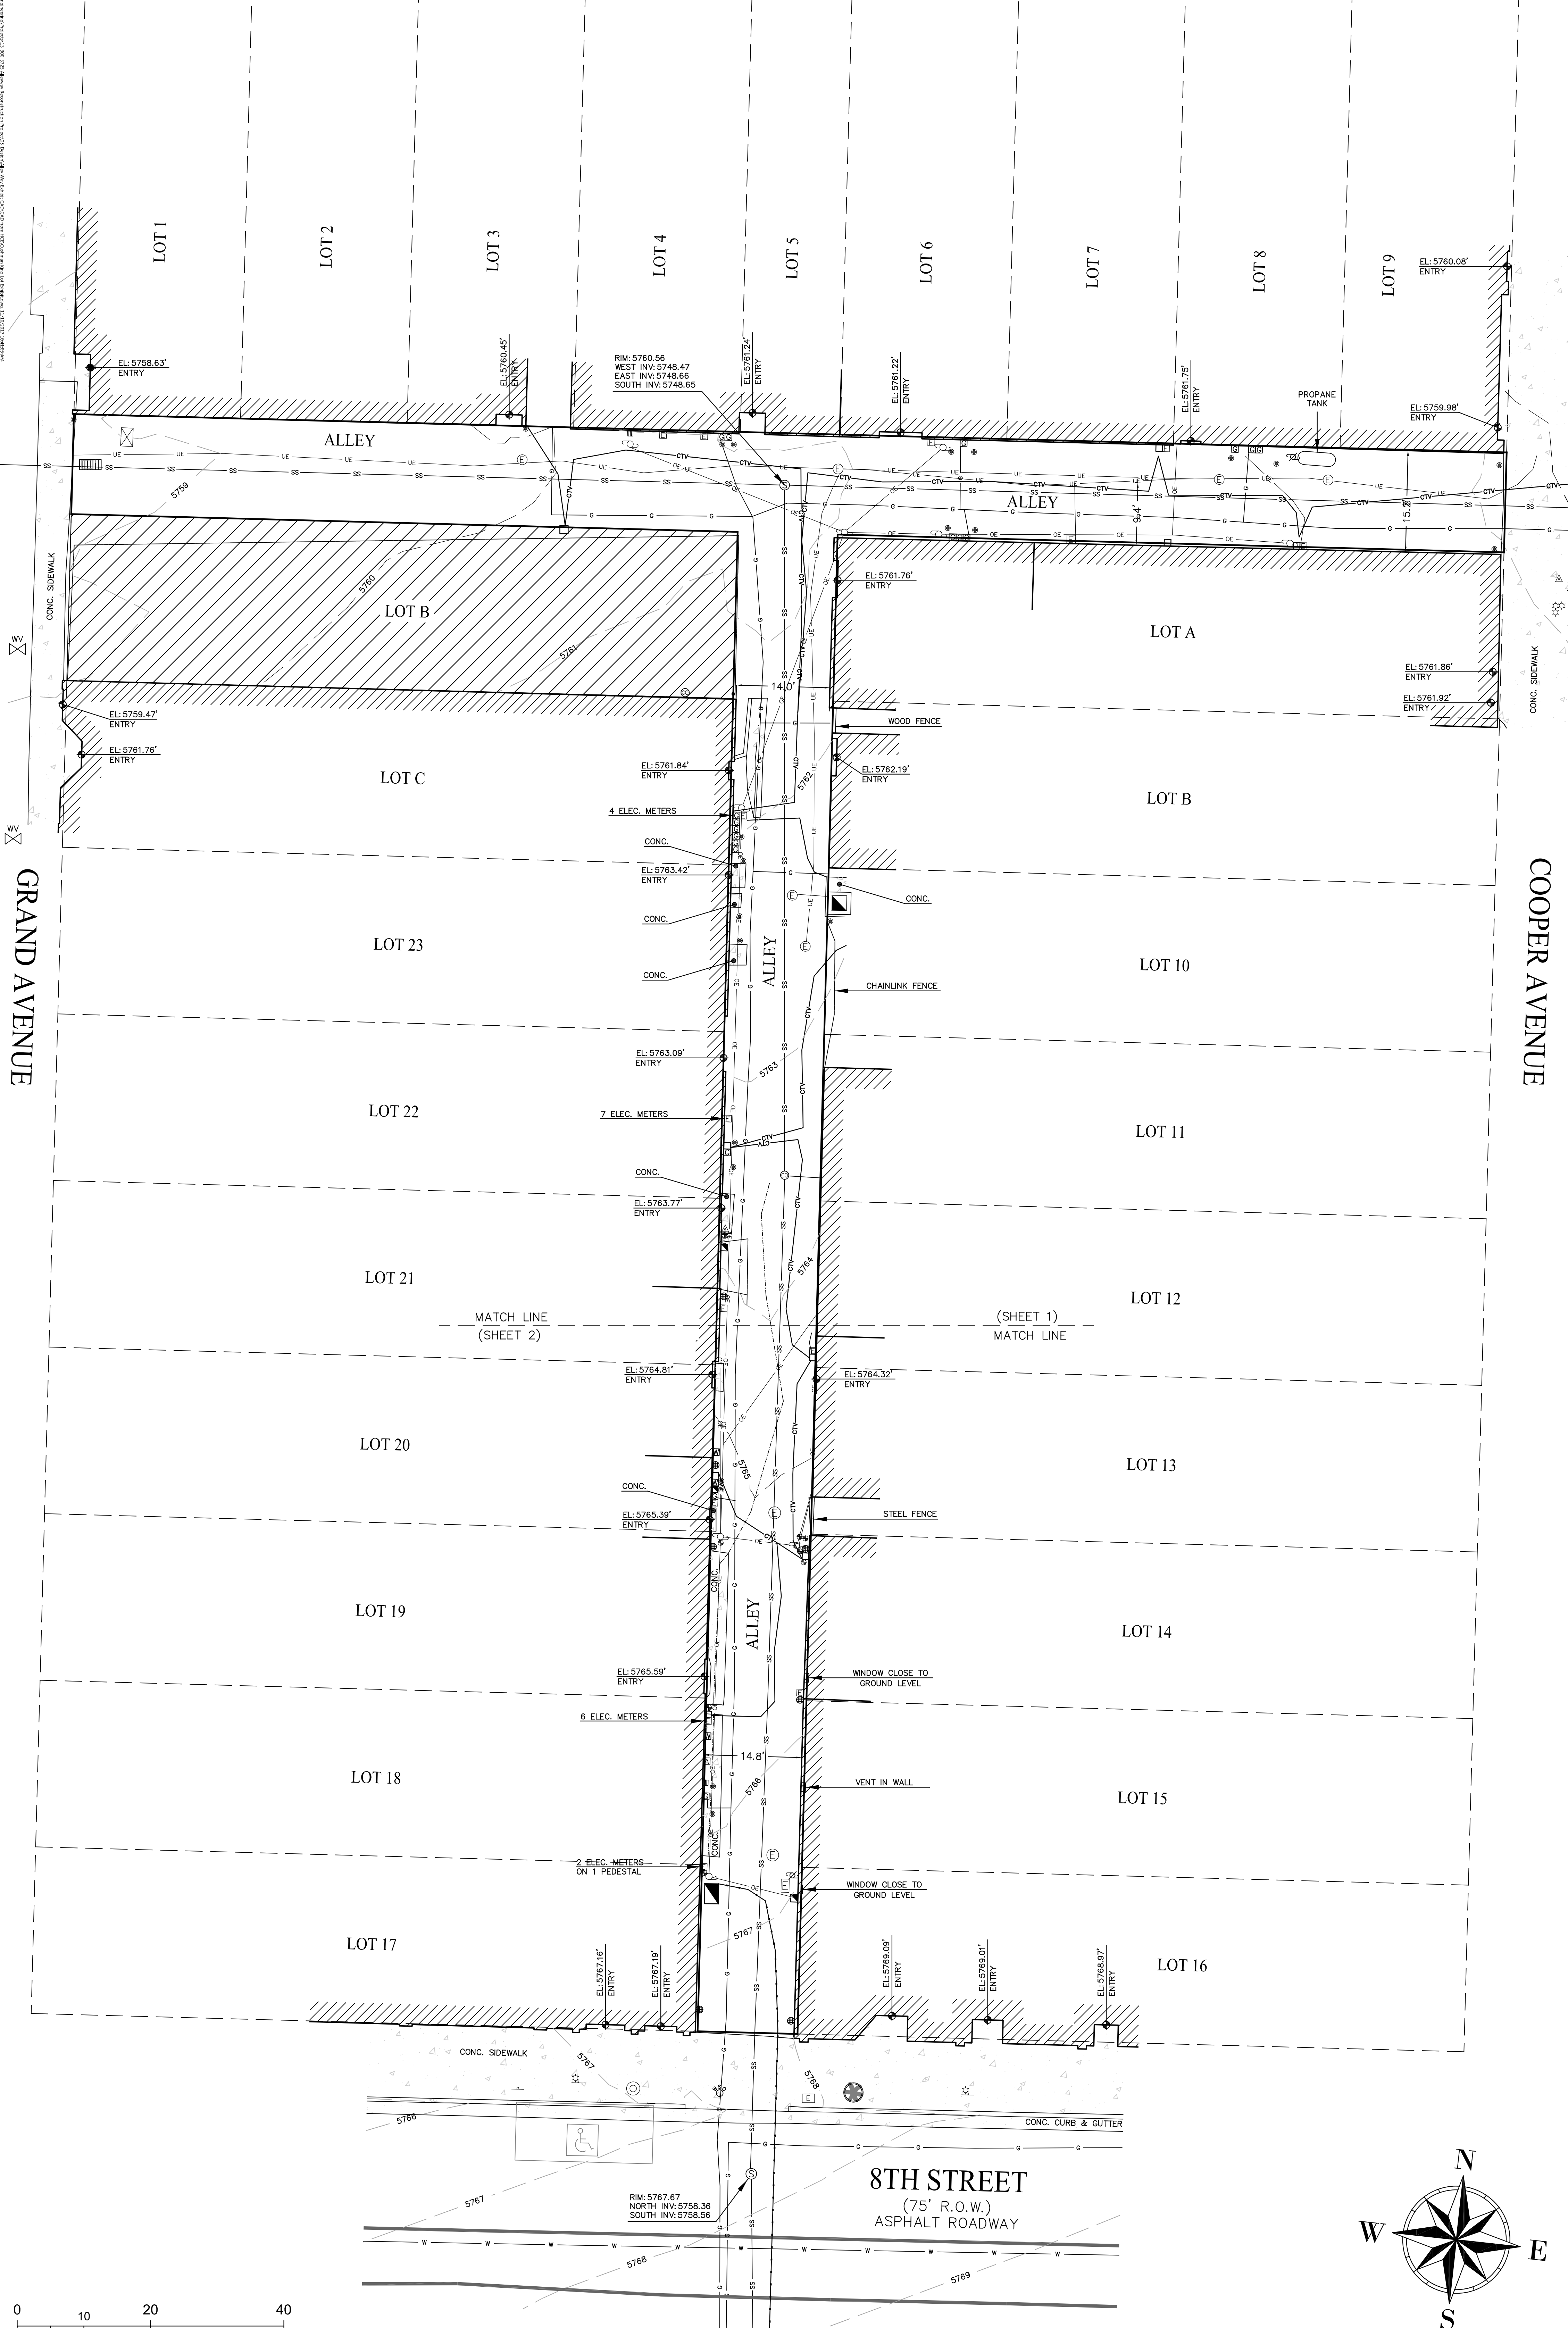 LOT 1
LOT 2
LOT 3
LOT 4
LOT 5
LOT 6
LOT 7
LOT 8
LOT 9
EL: 5760.08'
ENTRY
EL: 5758.63'
ENTRY
EL: 5760.45'
ENTRY
RIM: 5760.56
WEST INV: 5748.47
EAST INV: 5748.66
SOUTH INV: 5748.65
EL: 5761.24'
ENTRY
EL: 5761.22'
ENTRY
EL: 5761.75'
ENTRY
PROPANE
TANK
EL: 5759.98'
ENTRY
ALLEY
ALLEY
9.4'
15.2'
5759
5760
5761
CONC. SIDEWALK
WV
LOT B
EL: 5761.76'
ENTRY
LOT A
EL: 5761.86'
ENTRY
EL: 5761.92'
ENTRY
CONC. SIDEWALK
14.0'
EL: 5759.47'
ENTRY
EL: 5761.76'
ENTRY
WOOD FENCE
LOT C
EL: 5761.84'
ENTRY
EL: 5762.19'
ENTRY
5762
LOT B
4 ELEC. METERS
WV
CONC.
EL: 5763.42'
ENTRY
CONC.
CONC.
GRAND AVENUE
COOPER AVENUE
LOT 23
CONC.
ALLEY
LOT 10
CHAINLINK FENCE
EL: 5763.09'
ENTRY
5763
LOT 22
7 ELEC. METERS
LOT 11
CONC.
EL: 5763.77'
ENTRY
LOT 21
5764
LOT 12
MATCH LINE
(SHEET 2)
(SHEET 1)
MATCH LINE
EL: 5764.81'
ENTRY
EL: 5764.32'
ENTRY
LOT 20
5765
LOT 13
CONC.
EL: 5765.39'
ENTRY
STEEL FENCE
CONC.
LOT 19
ALLEY
LOT 14
EL: 5765.59'
ENTRY
WINDOW CLOSE TO
GROUND LEVEL
6 ELEC. METERS
14.8'
LOT 18
5766
VENT IN WALL
LOT 15
CONC.
2 ELEC. METERS
ON 1 PEDESTAL
WINDOW CLOSE TO
GROUND LEVEL
5767
LOT 17
EL: 5767.16'
ENTRY
EL: 5767.19'
ENTRY
EL: 5769.09'
ENTRY
EL: 5769.01'
ENTRY
EL: 5768.97'
ENTRY
LOT 16
CONC. SIDEWALK
5767
5768
5766
CONC. CURB & GUTTER
8TH STREET
(75' R.O.W.)
ASPHALT ROADWAY
RIM: 5767.67
NORTH INV: 5758.36
SOUTH INV: 5758.56
5767
5768
5769
N
W
E
S
0
10
20
40